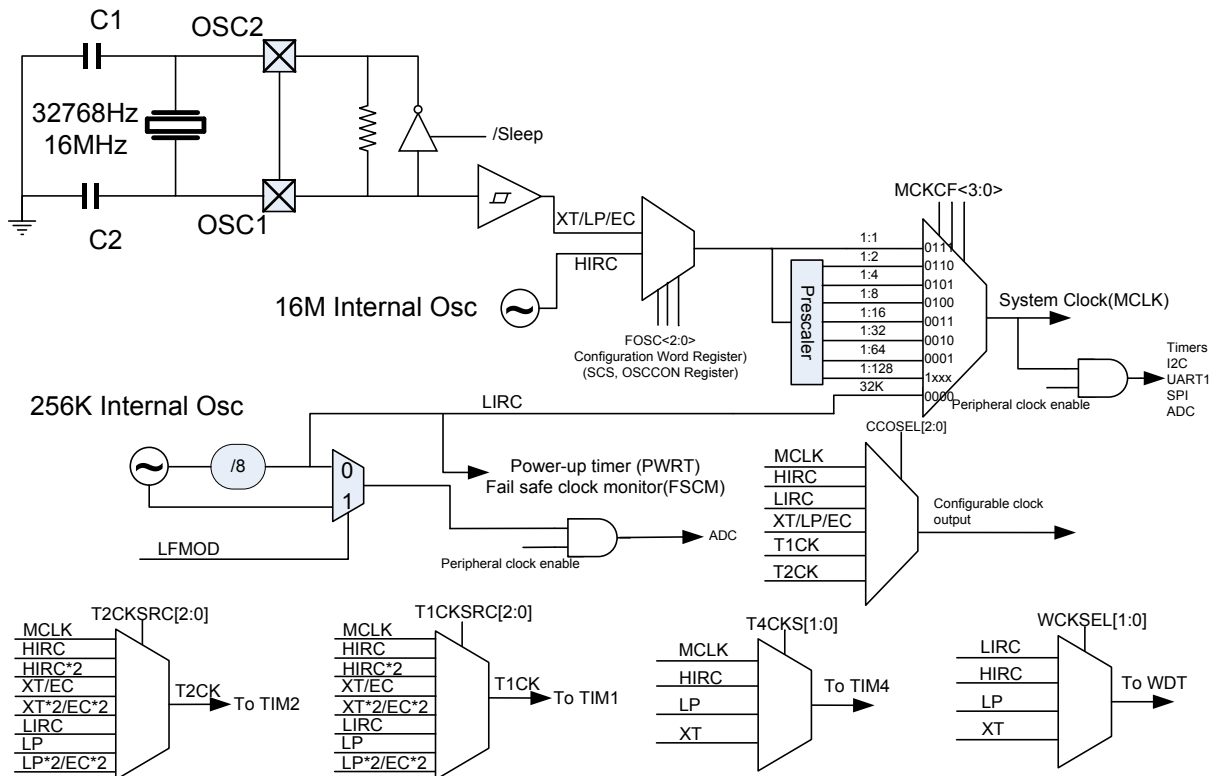 C1
OSC2
32768Hz
16MHz
/Sleep
C2
OSC1
XT/LP/EC
HIRC
16M Internal Osc
FOSC<2:0>
Configuration Word Register)
(SCS, OSCCON Register)
MCKCF<3:0>
Prescaler
1:1
1:2
1:4
1:8
1:16
1:32
1:64
1:128
32K
0111
0110
0101
0100
0011
0010
0001
1xxx
0000
System Clock(MCLK)
Peripheral clock enable
Timers
I2C
UART1
SPI
ADC
256K Internal Osc
LIRC
/8
0
1
LFMOD
Power-up timer (PWRT)
Fail safe clock monitor(FSCM)
Peripheral clock enable
ADC
CCOSEL[2:0]
MCLK
HIRC
LIRC
XT/LP/EC
T1CK
T2CK
Configurable clock
output
T2CKSRC[2:0]
MCLK
HIRC
HIRC*2
XT/EC
XT*2/EC*2
LIRC
LP
LP*2/EC*2
T2CK
To TIM2
T1CKSRC[2:0]
MCLK
HIRC
HIRC*2
XT/EC
XT*2/EC*2
LIRC
LP
LP*2/EC*2
T1CK
To TIM1
T4CKS[1:0]
MCLK
HIRC
LP
XT
To TIM4
WCKSEL[1:0]
LIRC
HIRC
LP
XT
To WDT